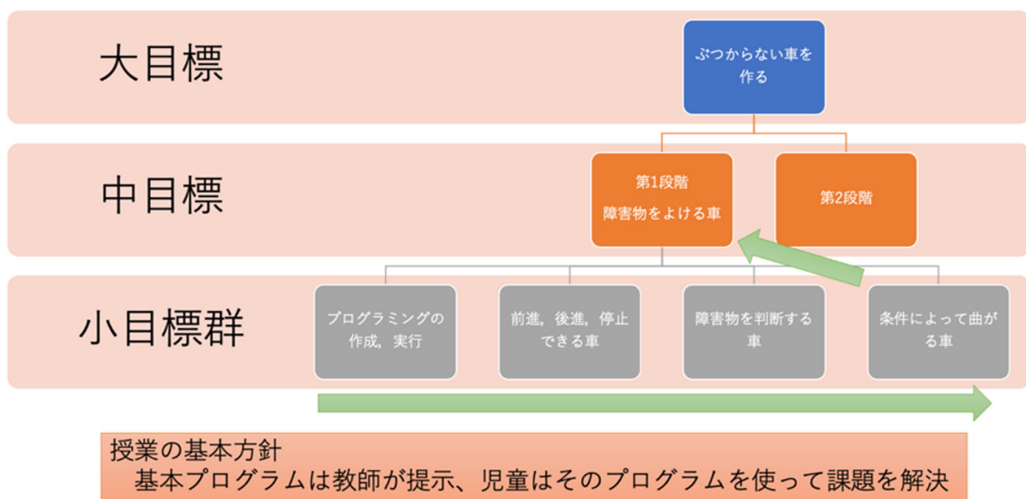 大目標
ぶつからない車を
作る
中目標
第1段階
障害物をよける車
第2段階
小目標群
プログラミングの
作成, 実行
前進, 後進, 停止
できる車
障害物を判断する
車
条件によって曲が
る車
授業の基本方針
基本プログラムは教師が提示、児童はそのプログラムを使って課題を解決